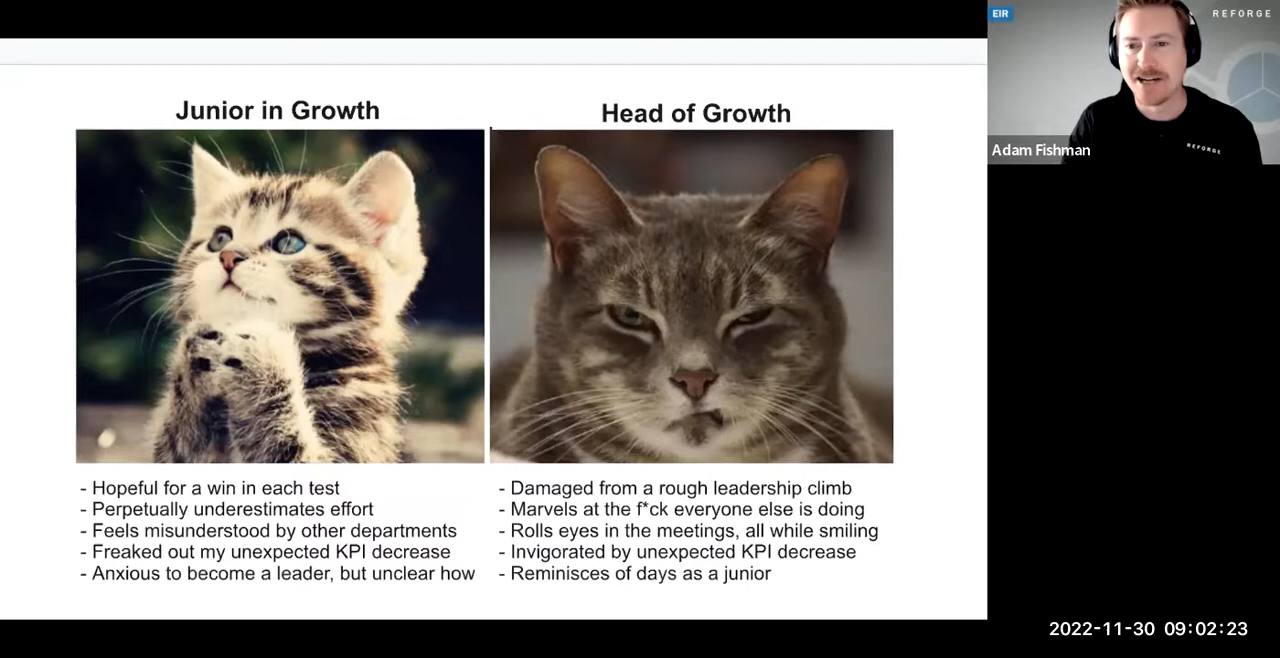 EIR
REFORGE
Adam Fishman
REFORGE
Junior in Growth
Head of Growth
- Hopeful for a win in each test
- Perpetually underestimates effort
- Feels misunderstood by other departments
- Freaked out my unexpected KPI decrease
- Anxious to become a leader, but unclear how
- Damaged from a rough leadership climb
- Marvels at the f*ck everyone else is doing
- Rolls eyes in the meetings, all while smiling
- Invigorated by unexpected KPI decrease
- Reminisces of days as a junior
2022-11-30 09:02:23